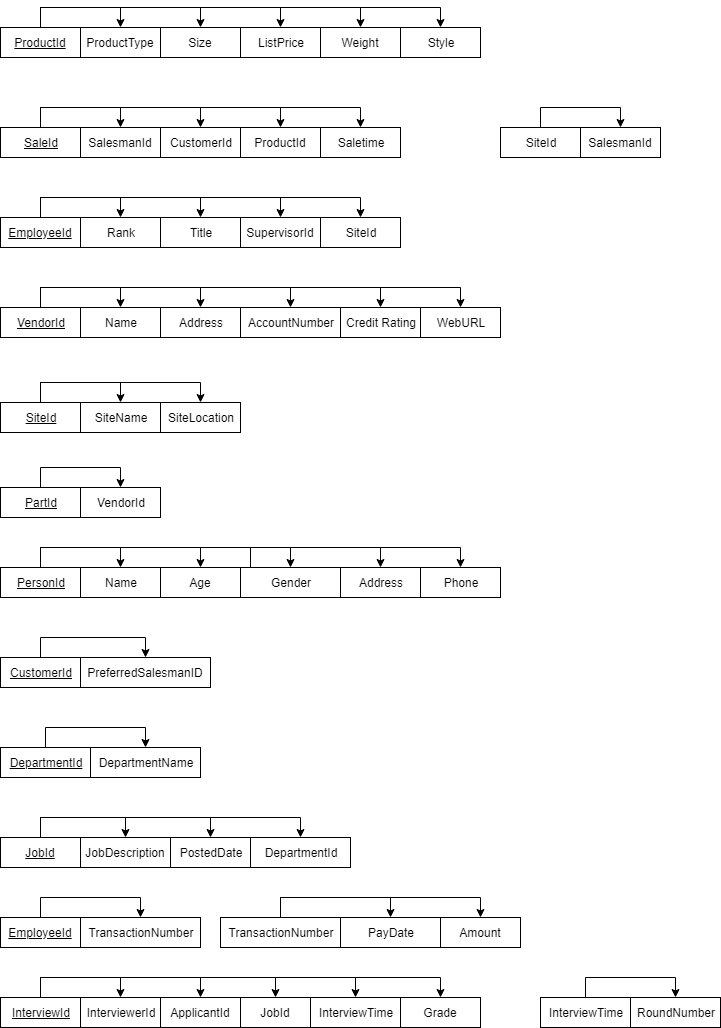 ProductId ProductType Size ListPrice Weight Style
SaleId SalesmanId CustomerId ProductId Saletime SiteId SalesmanId
EmployeeId Rank Title SupervisorId SiteId
VendorId Name Address AccountNumber Credit Rating WebURL
SiteId SiteName SiteLocation
PartId VendorId
PersonId Name Age Gender Address Phone
CustomerId PreferredSalesmanID
DepartmentId DepartmentName
JobId JobDescription PostedDate DepartmentId
EmployeeId TransactionNumber TransactionNumber PayDate Amount
InterviewId InterviewerId ApplicantId JobId InterviewTime Grade InterviewTime RoundNumber